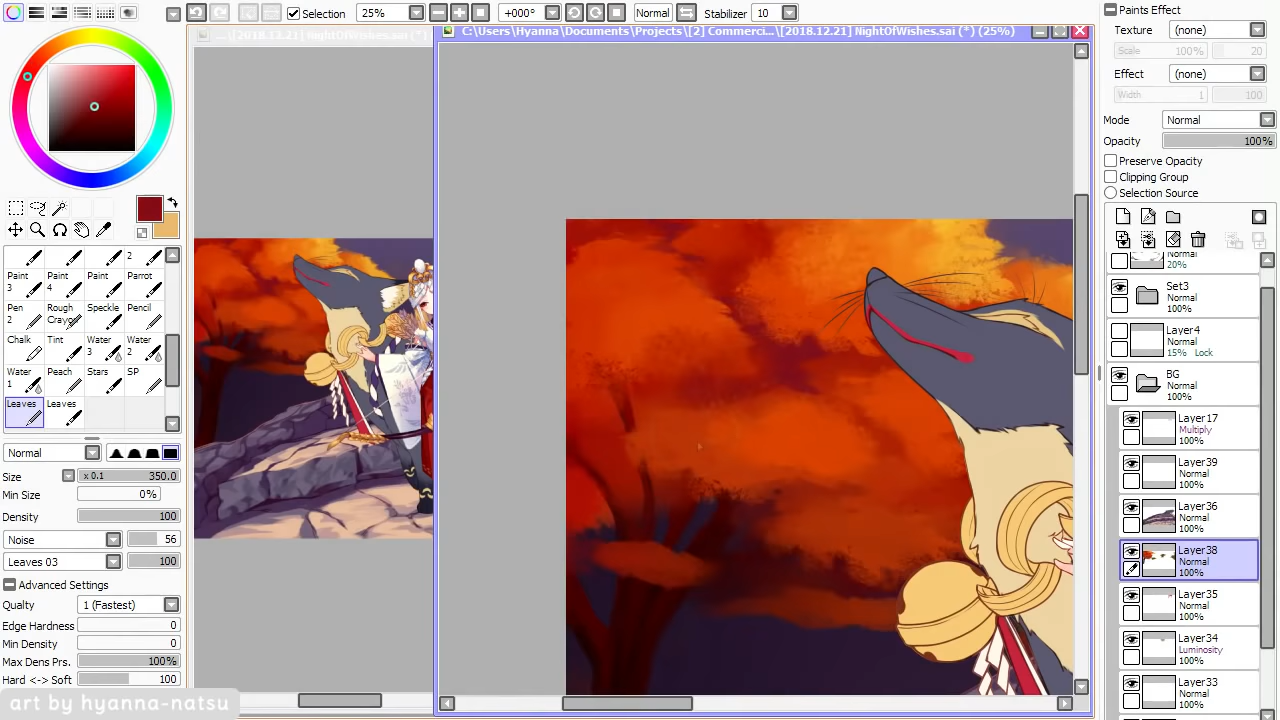 Selection 25% +000° Normal Stabilizer 10
...\[2018.13.21] NightOfWishes.sai (*) (
C:\Users\Hyanna\Documents\Projects\[2] Commerci...\[2018.12.21] NightOfWishes.sai (*) (25%)
2
Paint 3 Paint 4 Paint Parrot
Pen 2 Rough Crayo Speckle Pencil
Chalk Tint Water 3 Water 2
Water 1 Peach Stars SP
Leaves Leaves
Normal
Size x 0.1 350.0
Min Size 0%
Density 100
Noise 56
Leaves 03 100
Advanced Settings
Qualty 1 (Fastest)
Edge Hardness 0
Min Density 0
Max Dens Prs. 100%
Hard <-> Soft 100
art by hyanna-natsu
Paints Effect
Texture (none)
Scale 100% 20
Effect (none)
Width 1 100
Mode Normal
Opacity 100%
Preserve Opacity
Clipping Group
Selection Source
20%
Set3
Normal
100%
Layer4
15% Lock
BG
Normal
100%
Layer17
Multiply
100%
Layer39
Normal
100%
Layer36
Normal
100%
Layer38
Normal
100%
Layer35
Normal
100%
Layer34
Luminosity
100%
Layer33
Normal
100%